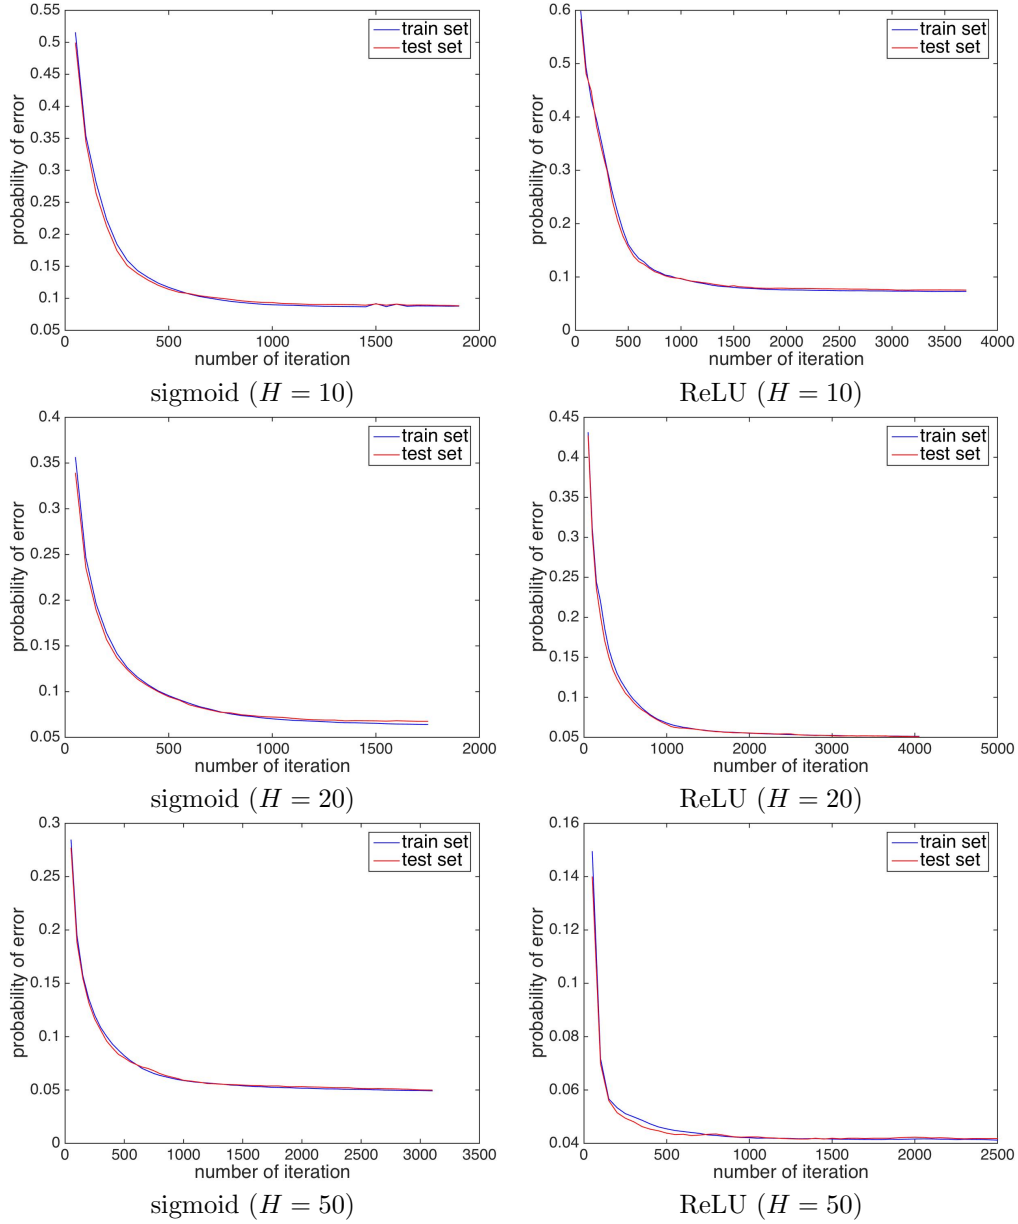 0.55
0.5
0.45
0.4
0.35
0.3
0.25
0.2
0.15
0.1
0.05
probability of error
train set
test set
0 500 1000 1500 2000
number of iteration
sigmoid (H = 10)
0.6
0.5
0.4
0.3
0.2
0.1
0
probability of error
train set
test set
0 500 1000 1500 2000 2500 3000 3500 4000
number of iteration
ReLU (H = 10)
0.4
0.35
0.3
0.25
0.2
0.15
0.1
0.05
probability of error
train set
test set
0 500 1000 1500 2000
number of iteration
sigmoid (H = 20)
0.45
0.4
0.35
0.3
0.25
0.2
0.15
0.1
0.05
probability of error
train set
test set
0 1000 2000 3000 4000 5000
number of iteration
ReLU (H = 20)
0.3
0.25
0.2
0.15
0.1
0.05
0
probability of error
train set
test set
0 500 1000 1500 2000 2500 3000 3500
number of iteration
sigmoid (H = 50)
0.16
0.14
0.12
0.1
0.08
0.06
0.04
probability of error
train set
test set
0 500 1000 1500 2000 2500
number of iteration
ReLU (H = 50)